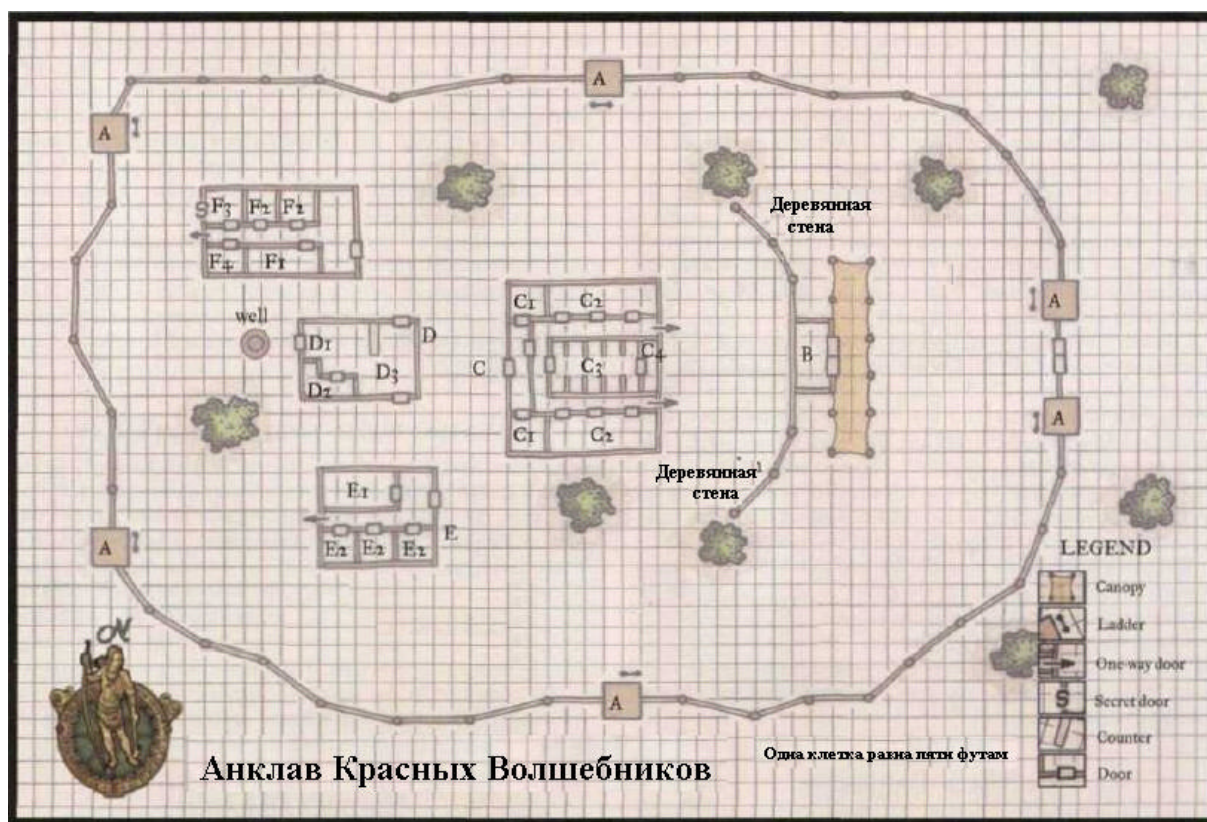 A
A
Деревянная
стена
S
F3
F2
F2
F4
F1
A
well
C1
C2
D1
D
D3
D2
C
C3
C4
B
C1
C2
A
Деревянная
стена
E1
E
E2
E2
E2
A
A
N
LEGEND
Canopy
Ladder
One-way door
S
Secret door
Counter
Door
Анклав Красных Волшебников
Одна клетка равна пяти футам